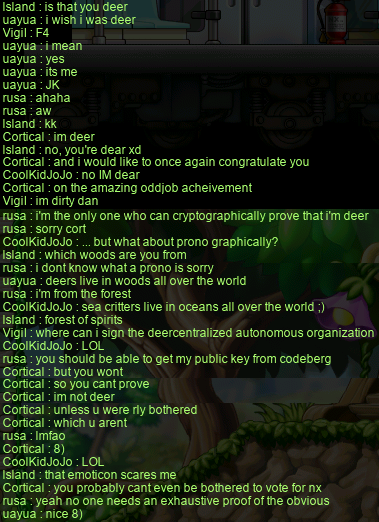 Island : is that you deer
uayua : i wish i was deer
Vigil : F4
uayua : i mean
uayua : yes
uayua : its me
uayua : JK
rusa : ahaha
rusa : aw
Island : kk
Cortical : im deer
Island : no, you're dear xd
Cortical : and i would like to once again congratulate you
CoolKidJoJo : no IM dear
Cortical : on the amazing oddjob acheivement
Vigil : im dirty dan
rusa : i'm the only one who can cryptographically prove that i'm deer
rusa : sorry cort
CoolKidJoJo : ... but what about prono graphically?
Island : which woods are you from
rusa : i dont know what a prono is sorry
uayua : deers live in woods all over the world
rusa : i'm from the forest
CoolKidJoJo : sea critters live in oceans all over the world ;)
Island : forest of spirits
Vigil : where can i sign the deercentralized autonomous organization
CoolKidJoJo : LOL
rusa : you should be able to get my public key from codeberg
Cortical : but you wont
Cortical : so you cant prove
Cortical : im not deer
Cortical : unless u were rly bothered
Cortical : which u arent
rusa : lmfao
Cortical : 8)
CoolKidJoJo : LOL
Island : that emoticon scares me
Cortical : you probably cant even be bothered to vote for nx
rusa : yeah no one needs an exhaustive proof of the obvious
uayua : nice 8)